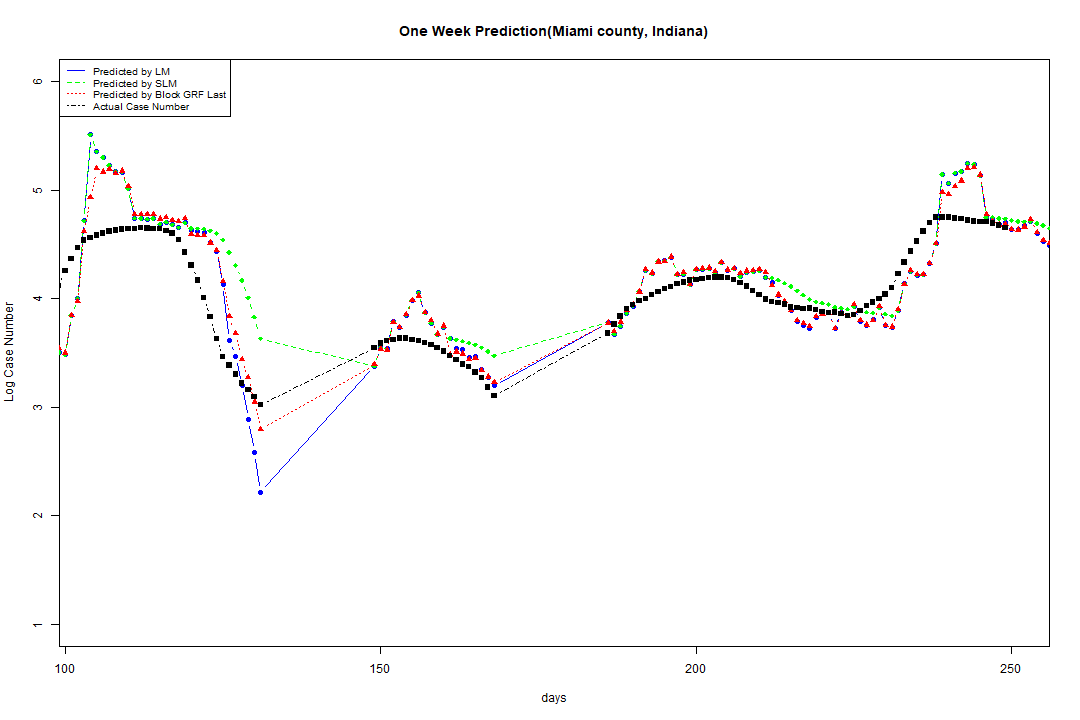 One Week Prediction(Miami county, Indiana)
Predicted by LM
Predicted by SLM
Predicted by Block GRF Last
Actual Case Number
6
5
4
3
2
1
Log Case Number
100 150 200 250
days